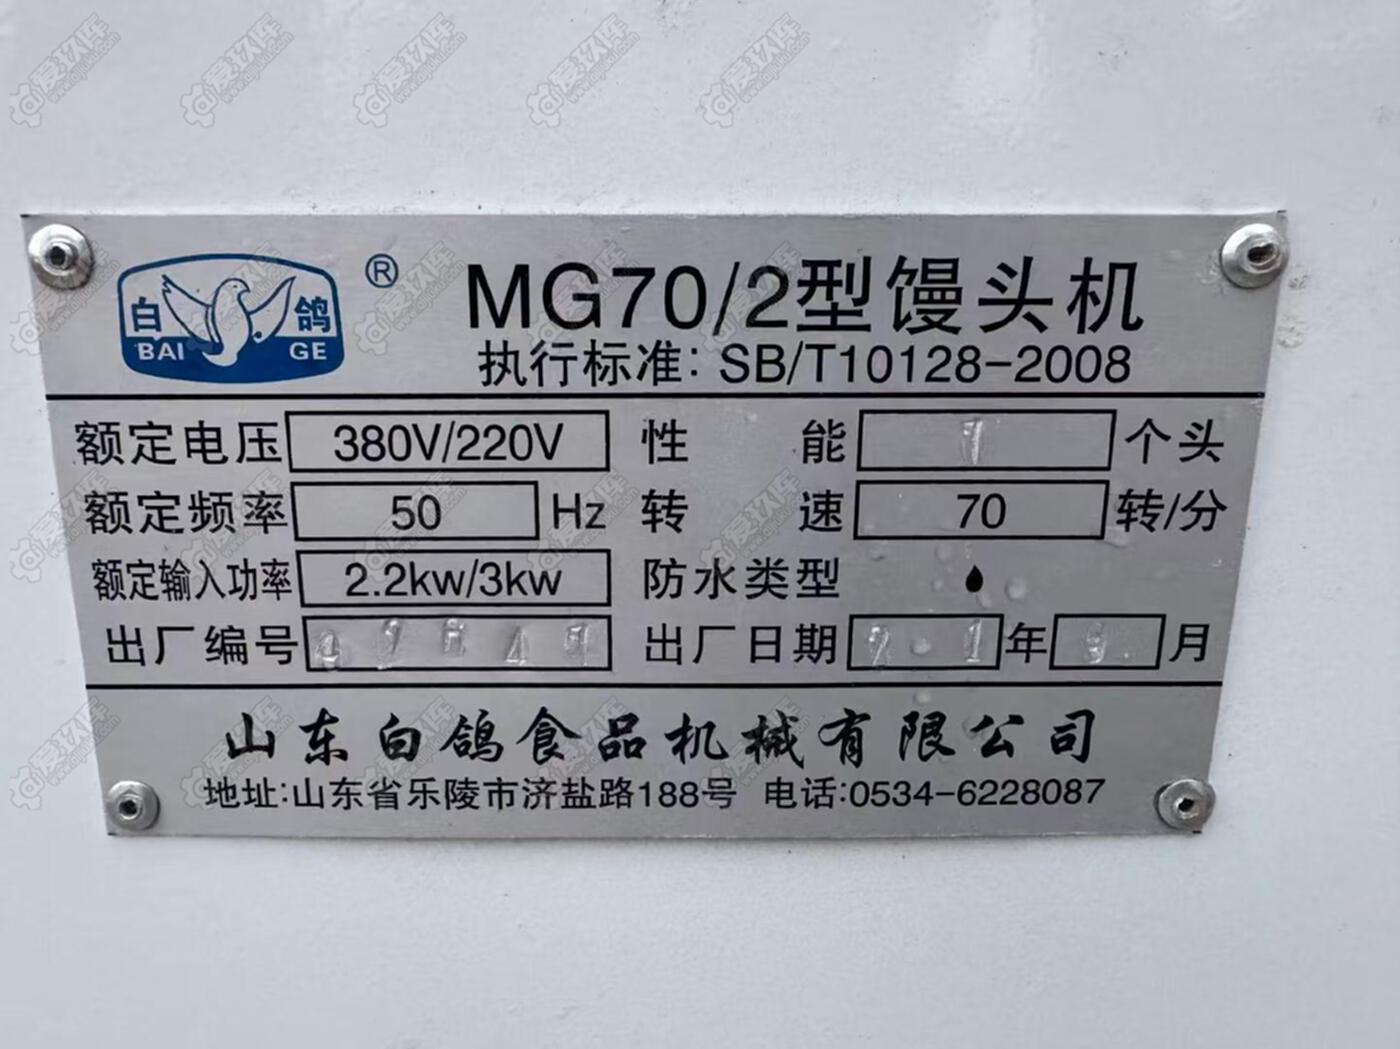 白鸽
BAI GE
®
MG70/2型馒头机
执行标准: SB/T10128-2008
额定电压 380V/220V 性能 1 个头
额定频率 50 Hz 转速 70 转/分
额定输入功率 2.2kw/3kw 防水类型
出厂编号 出厂日期 2 1 年 9 月
山东白鸽食品机械有限公司
地址:山东省乐陵市济盐路188号 电话:0534-6228087